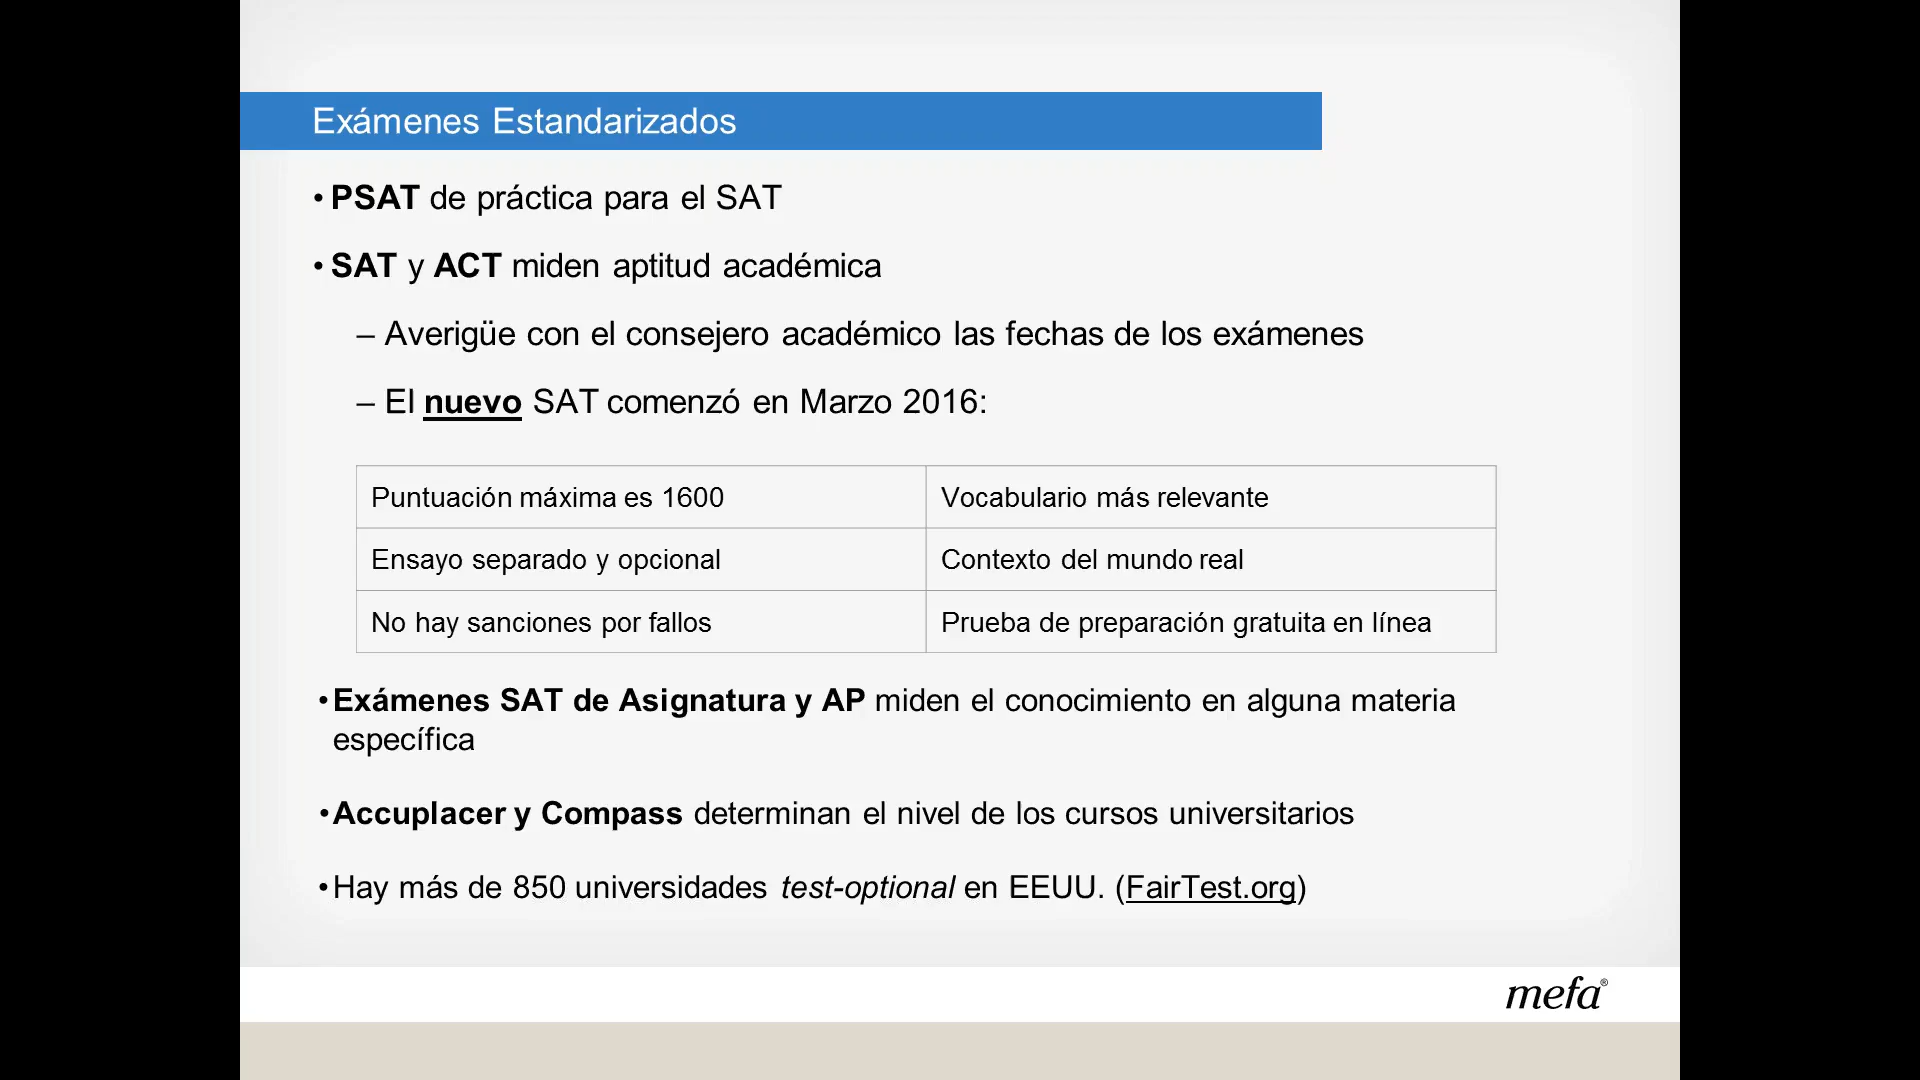 Exámenes Estandarizados
• PSAT de práctica para el SAT
• SAT y ACT miden aptitud académica
– Averigüe con el consejero académico las fechas de los exámenes
– El nuevo SAT comenzó en Marzo 2016:
Puntuación máxima es 1600
Vocabulario más relevante
Ensayo separado y opcional
Contexto del mundo real
No hay sanciones por fallos
Prueba de preparación gratuita en línea
• Exámenes SAT de Asignatura y AP miden el conocimiento en alguna materia
específica
• Accuplacer y Compass determinan el nivel de los cursos universitarios
• Hay más de 850 universidades test-optional en EEUU. (FairTest.org)
mefa®